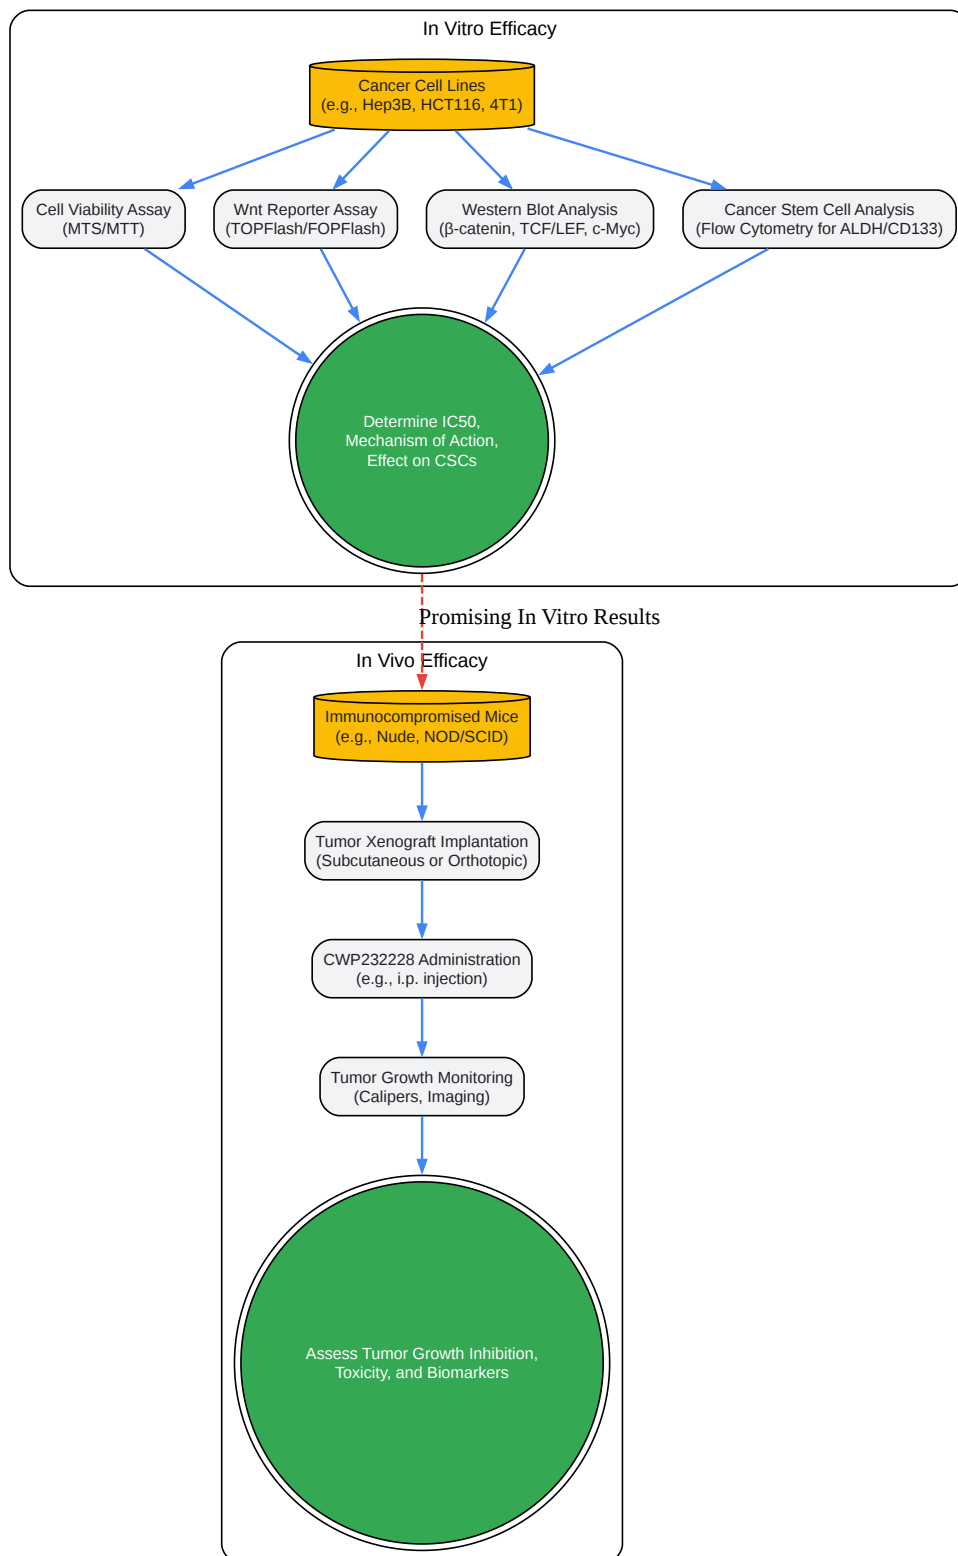 In Vitro Efficacy
Cancer Cell Lines
(e.g., Hep3B, HCT116, 4T1)
Cell Viability Assay
(MTS/MTT)
Wnt Reporter Assay
(TOPFlash/FOPFlash)
Western Blot Analysis
(β-catenin, TCF/LEF, c-Myc)
Cancer Stem Cell Analysis
(Flow Cytometry for ALDH/CD133)
Determine IC50,
Mechanism of Action,
Effect on CSCs
Promising In Vitro Results
In Vivo Efficacy
Immunocompromised Mice
(e.g., Nude, NOD/SCID)
Tumor Xenograft Implantation
(Subcutaneous or Orthotopic)
CWP232228 Administration
(e.g., i.p. injection)
Tumor Growth Monitoring
(Calipers, Imaging)
Assess Tumor Growth Inhibition,
Toxicity, and Biomarkers